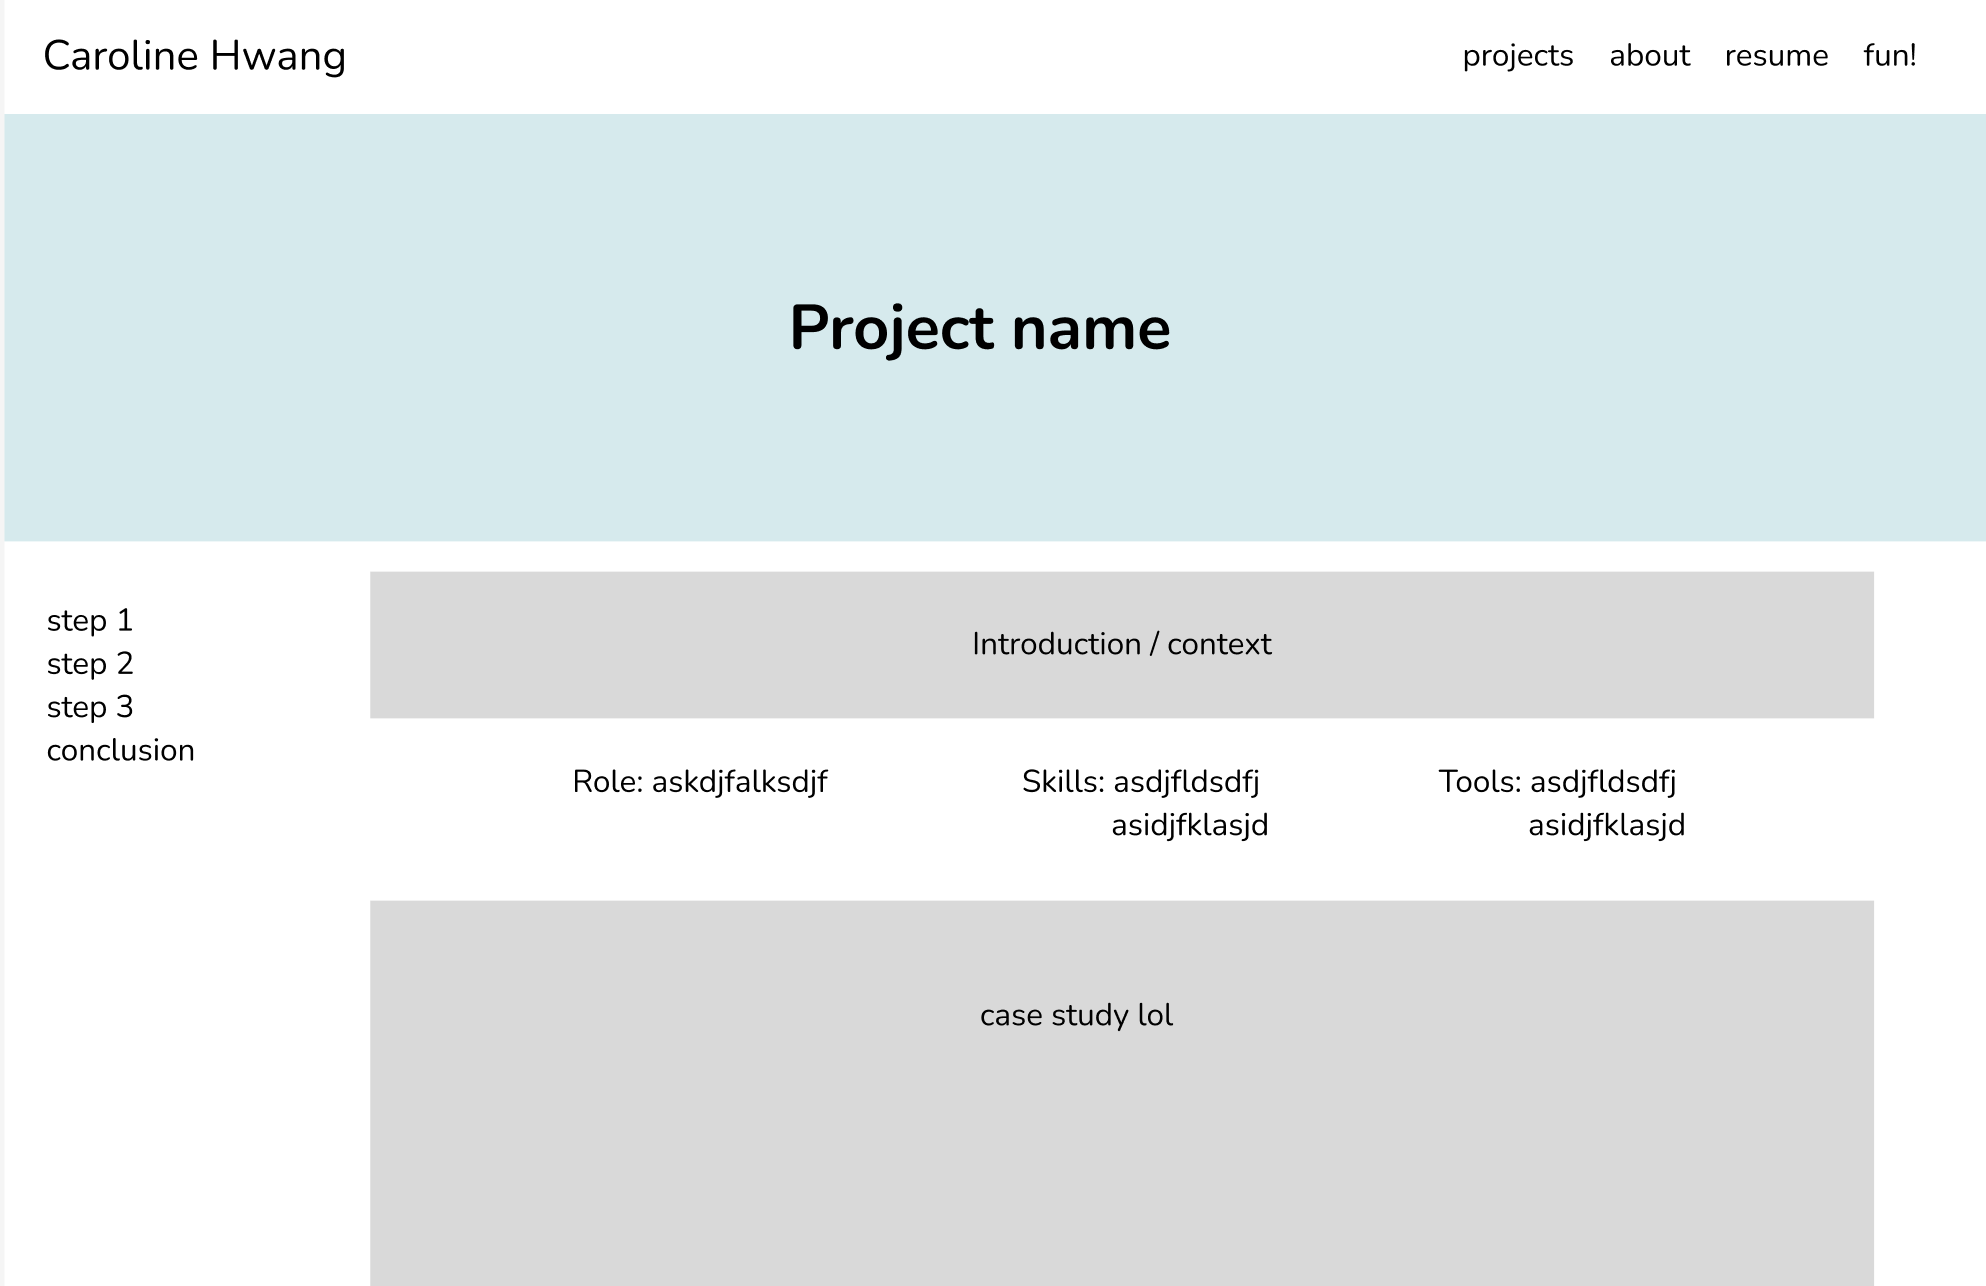 Caroline Hwang
projects about resume fun!
Project name
step 1
step 2
step 3
conclusion
Introduction / context
Role: askdjfalksdjf
Skills: asdjfldsdfj
asidjfklasjd
Tools: asdjfldsdfj
asidjfklasjd
case study lol